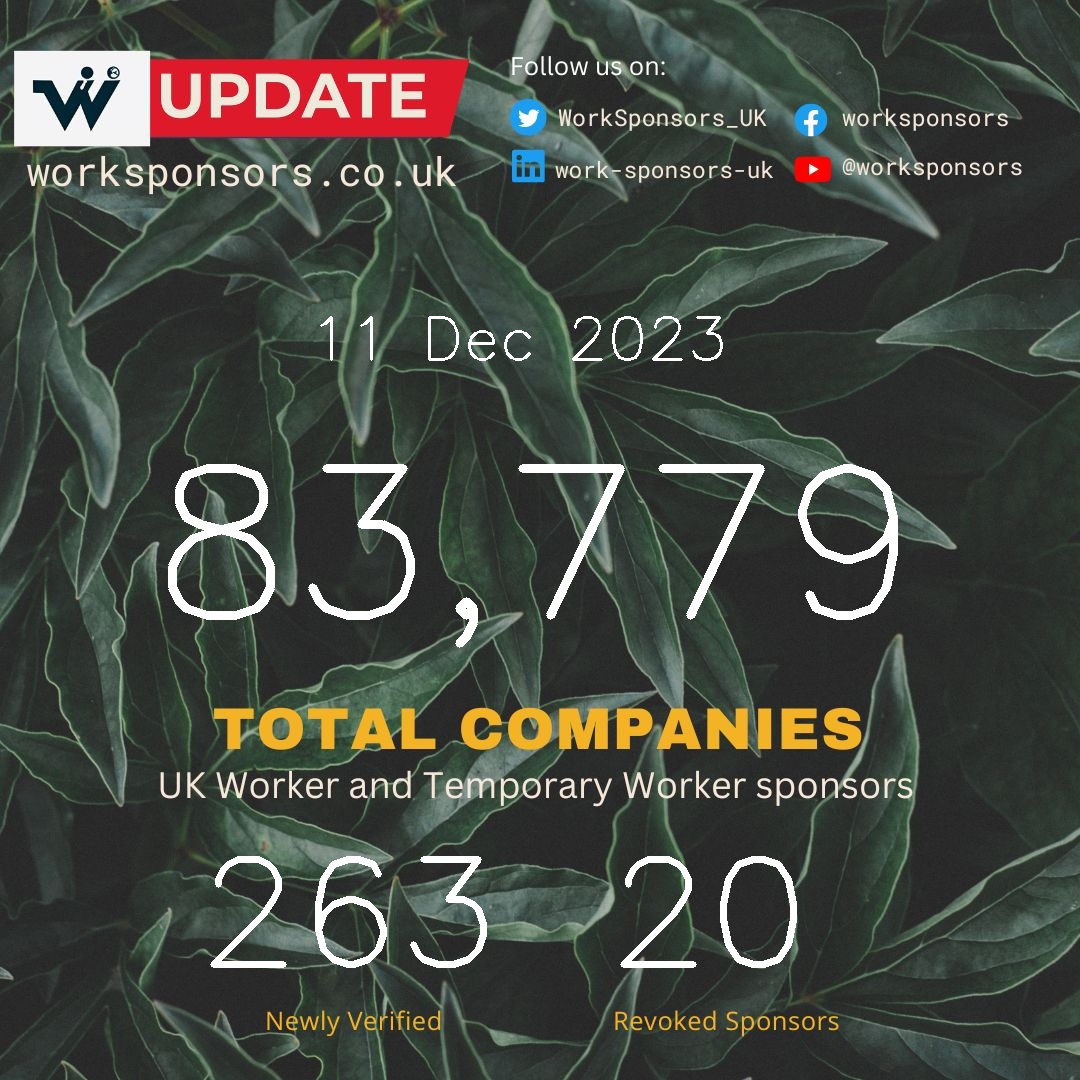 UPDATE
worksponsors.co.uk
Follow us on:
WorkSponsors_UK
worksponsors
work-sponsors-uk
@worksponsors
11 Dec 2023
83,779
TOTAL COMPANIES
UK Worker and Temporary Worker sponsors
263 20
Newly Verified Revoked Sponsors